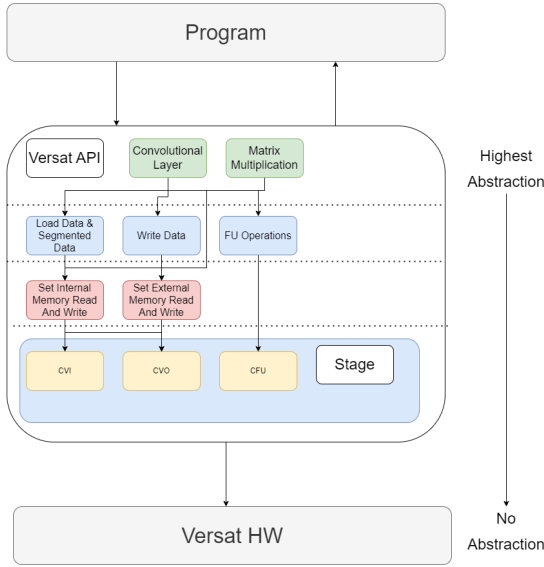 Program
Versat API
Convolutional
Layer
Matrix
Multiplication
Highest
Abstraction
Load Data &
Segmented
Data
Write Data
FU Operations
Set Internal
Memory Read
And Write
Set External
Memory Read
And Write
Stage
CVI
CVO
CFU
Versat HW
No
Abstraction